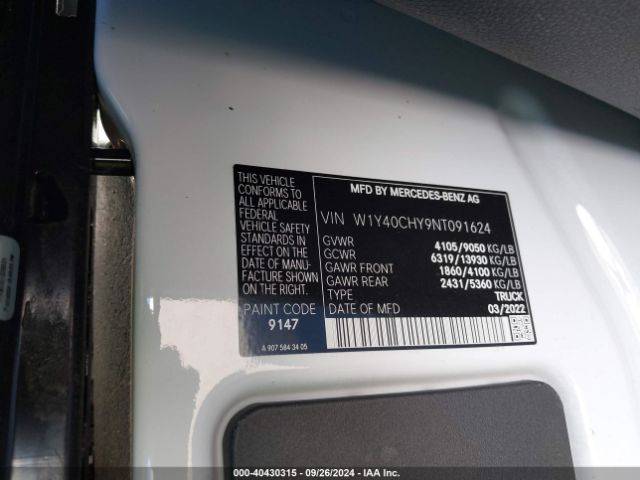 THIS VEHICLE
CONFORMS TO
ALL APPLICABLE
FEDERAL
VEHICLE SAFETY
STANDARDS IN
EFFECT ON THE
DATE OF MANU-
FACTURE SHOWN
ON THE RIGHT.
PAINT CODE
9147
A 907 584 34 05
MFD BY MERCEDES-BENZ AG
VIN W1Y40CHY9NT091624
GVWR 4105/9050 KG/LB
GCWR 6319/13930 KG/LB
GAWR FRONT 1860/4100 KG/LB
GAWR REAR 2431/5360 KG/LB
TYPE TRUCK
DATE OF MFD 03/2022
000-40430315 - 09/26/2024 - IAA Inc.